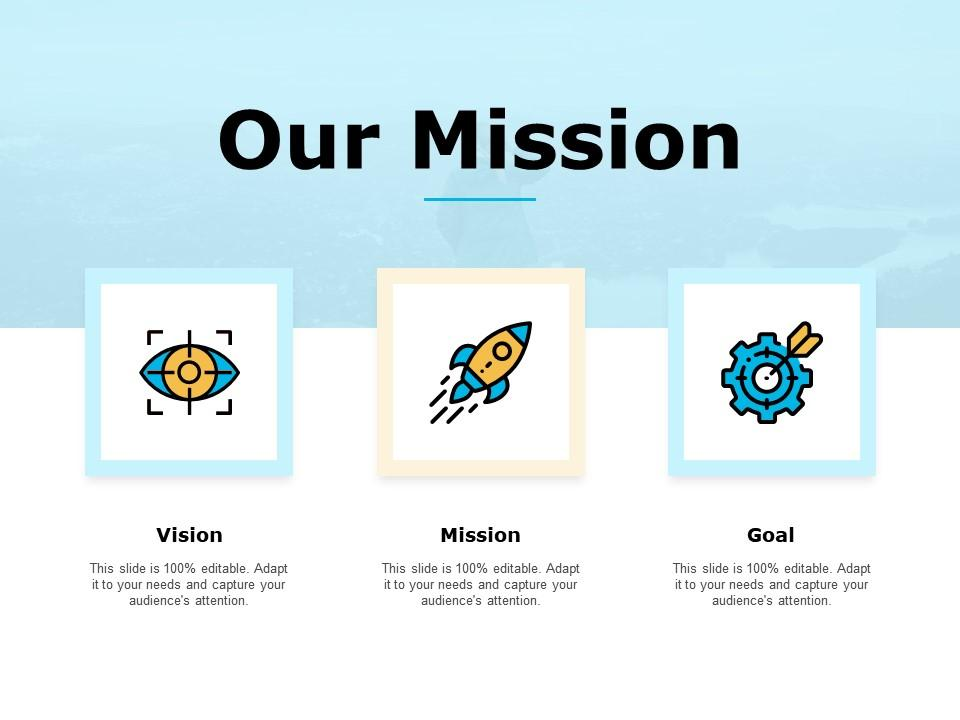 Our Mission
Vision
This slide is 100% editable. Adapt
it to your needs and capture your
audience's attention.
Mission
This slide is 100% editable. Adapt
it to your needs and capture your
audience's attention.
Goal
This slide is 100% editable. Adapt
it to your needs and capture your
audience's attention.